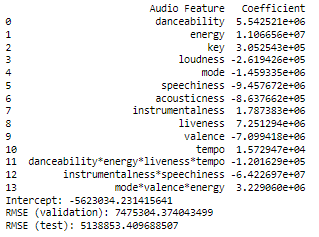 Audio Feature Coefficient
0 danceability 5.542521e+06
1 energy 1.106656e+07
2 key 3.052543e+05
3 loudness -2.619426e+05
4 mode -1.459335e+06
5 speechiness -9.457672e+06
6 acousticness -8.637662e+05
7 instrumentalness 1.787383e+06
8 liveness 7.251294e+06
9 valence -7.099418e+06
10 tempo 1.572947e+04
11 danceability*energy*liveness*tempo -1.201629e+05
12 instrumentalness*speechiness -6.422697e+07
13 mode*valence*energy 3.229060e+06
Intercept: -5623034.231415641
RMSE (validation): 7475304.374043499
RMSE (test): 5138853.409688507